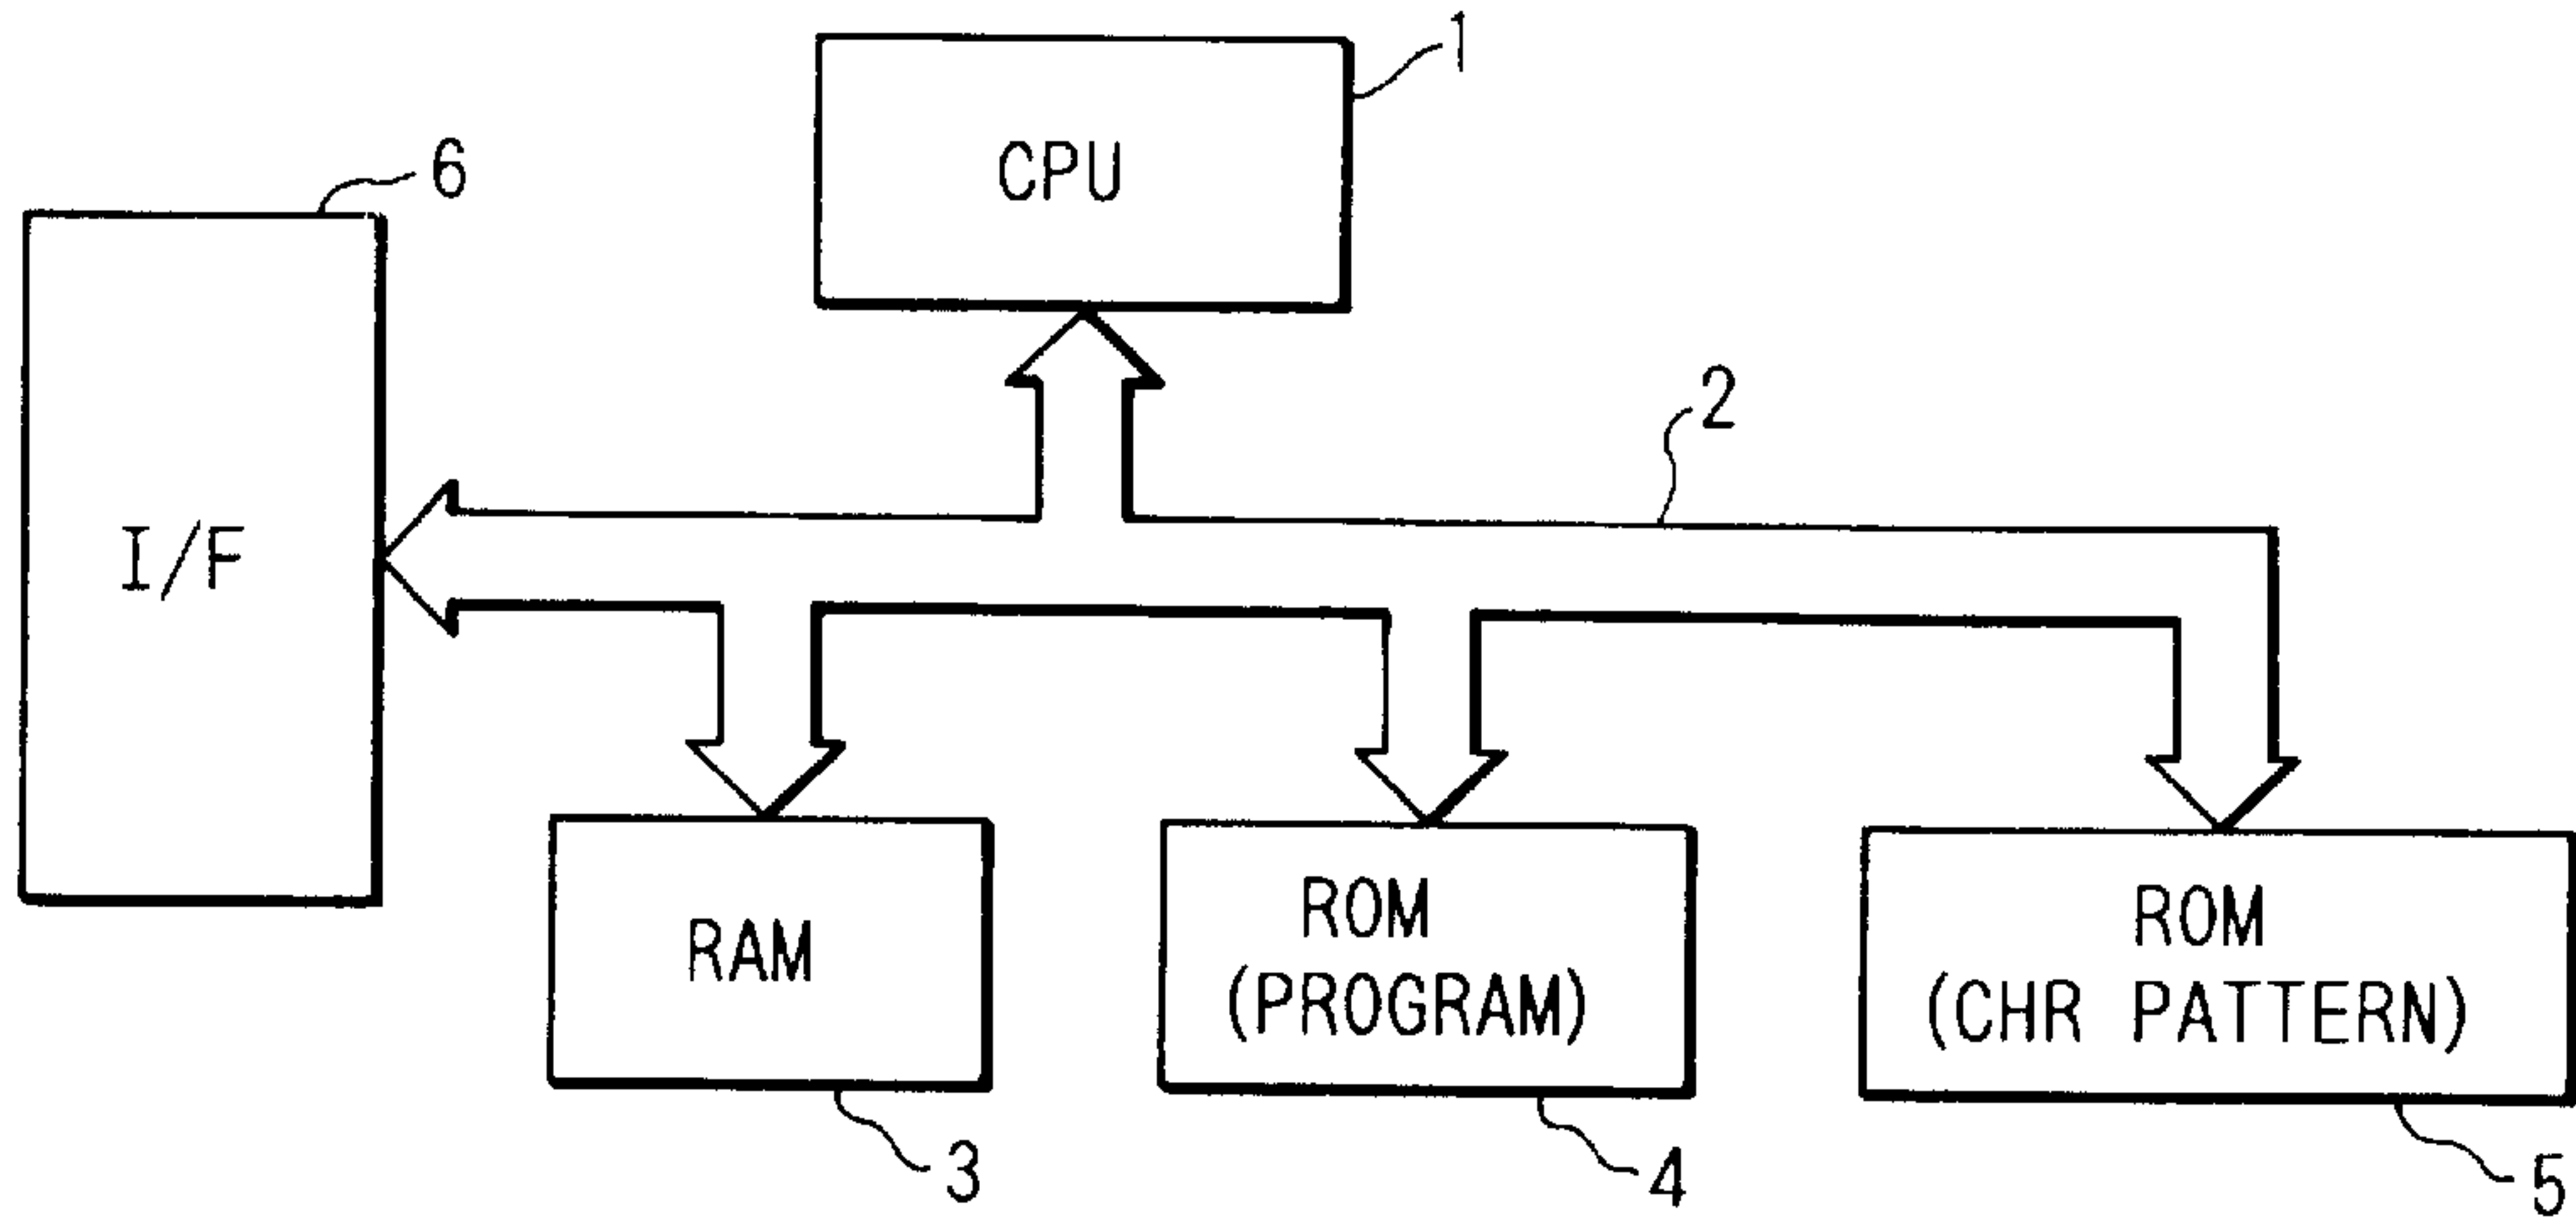 1
CPU
6
2
I/F
RAM
ROM
(PROGRAM)
ROM
(CHR PATTERN)
3
4
5